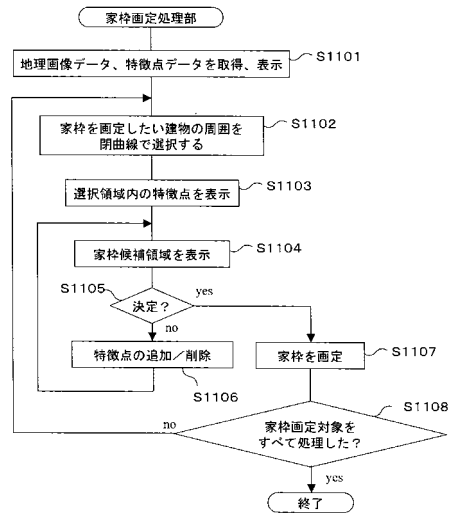 家枠画定処理部
地理画像データ、特徴点データを取得、表示
S1101
家枠を画定したい建物の周囲を
閉曲線で選択する
S1102
選択領域内の特徴点を表示
S1103
家枠候補領域を表示
S1104
S1105
決定？
yes
no
特徴点の追加／削除
S1106
家枠を画定
S1107
家枠画定対象を
すべて処理した？
S1108
no
yes
終了